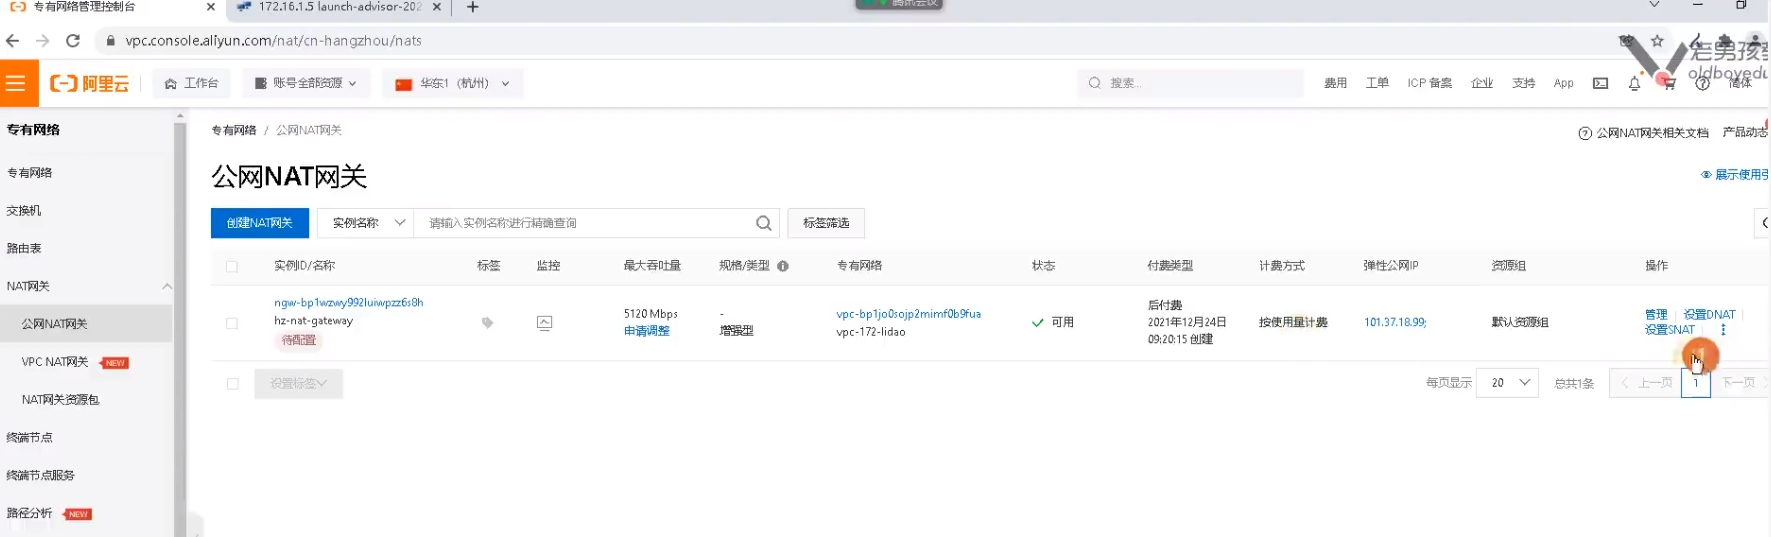 专有网络管理控制台
172.16.1.5 launch-advisor-202
腾讯会议
vpc.console.aliyun.com/nat/cn-hangzhou/nats
老男孩
oldboyedu
阿里云
工作台
账号全部资源
华东1（杭州）
搜索...
费用
工单
ICP 备案
企业
支持
App
简体
专有网络
专有网络
交换机
路由表
NAT网关
公网NAT网关
VPC NAT网关 NEW
NAT网关资源包
终端节点
终端节点服务
路径分析 NEW
专有网络 / 公网NAT网关
公网NAT网关相关文档
产品动态
公网NAT网关
展示使用引
创建NAT网关
实例名称
请输入实例名称进行精确查询
标签筛选
实例ID/名称 标签 监控 最大吞吐量 规格/类型 专有网络 状态 付费类型 计费方式 弹性公网IP 资源组 操作
ngw-bp1wzwy992luiwpzz6s8h
hz-nat-gateway
待配置
5120 Mbps
申请调整
-
增强型
vpc-bp1jo0sojp2mimf0b9fua
vpc-172-lidao
可用
后付费
2021年12月24日
09:20:15 创建
按使用量计费
101.37.18.99;
默认资源组
管理 | 设置DNAT |
设置SNAT |
设置标签
每页显示 20 总共1条 上一页 1 下一页